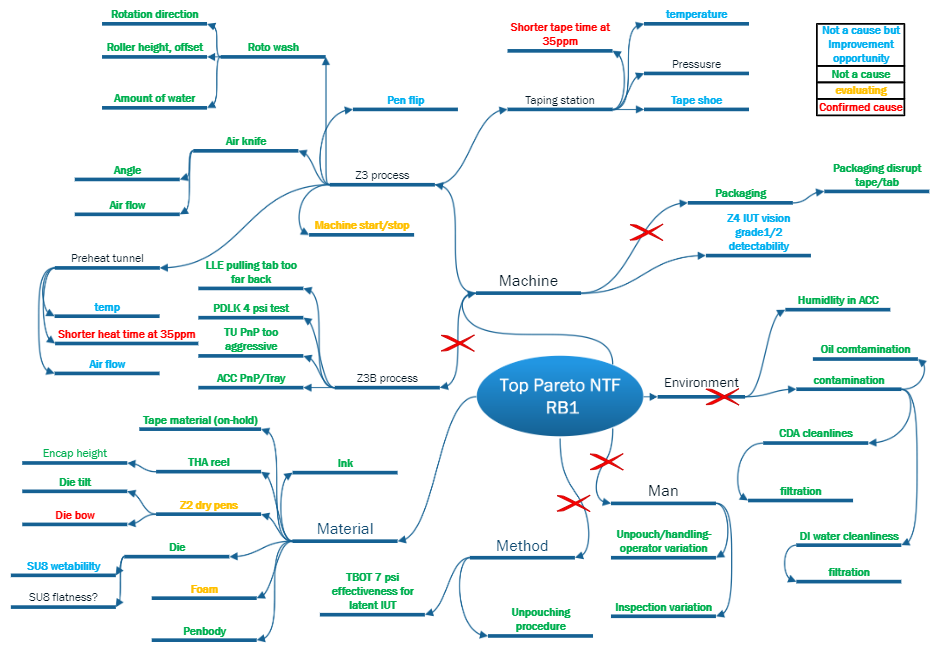 Rotation direction
Roller height, offset
Roto wash
Amount of water
Air knife
Angle
Air flow
Z3 process
Pen flip
Machine start/stop
Preheat tunnel
temp
Shorter heat time at 35ppm
Air flow
Shorter tape time at
35ppm
Taping station
temperature
Pressusre
Tape shoe
Not a cause but
Improvement
opportunity
Not a cause
evaluating
Confirmed cause
Packaging
Packaging disrupt
tape/tab
Z4 IUT vision
grade1/2
detectability
Machine
LLE pulling tab too
far back
PDLK 4 psi test
TU PnP too
aggressive
ACC PnP/Tray
Z3B process
Top Pareto NTF
RB1
Environment
Humidlty in ACC
Oil comtamination
contamination
CDA cleanlines
filtration
DI water cleanliness
filtration
Tape material (on-hold)
Encap height
THA reel
Ink
Die tilt
Z2 dry pens
Die bow
Material
Die
SU8 wetability
SU8 flatness?
Foam
Penbody
Method
TBOT 7 psi
effectiveness for
latent IUT
Unpouching
procedure
Man
Unpouch/handling-
operator variation
Inspection variation